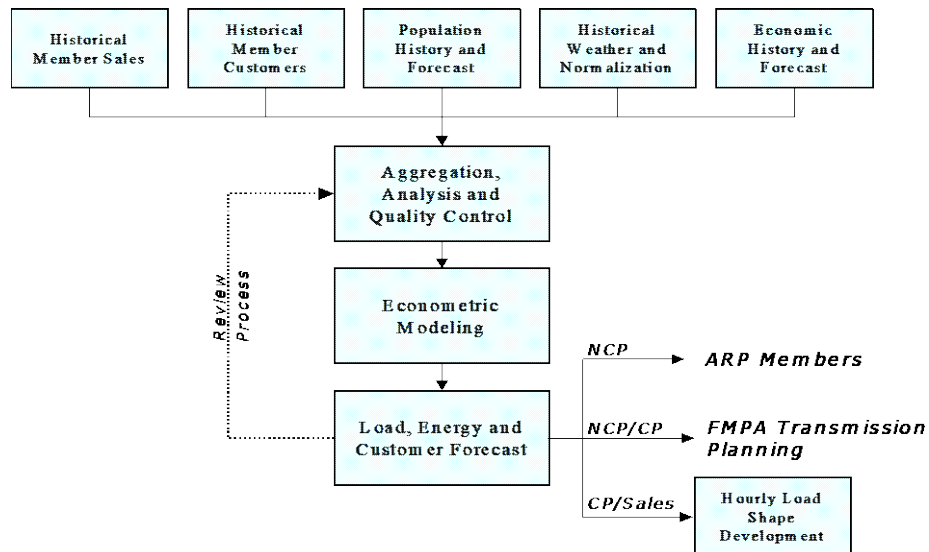 Historical
Member Sales
Historical
Member
Customers
Population
History and
Forecast
Historical
Weather and
Normalization
Economic
History and
Forecast
Aggregation,
Analysis and
Quality Control
Review
Process
Econometric
Modeling
Load, Energy and
Customer Forecast
NCP
ARP Members
NCP/CP
FMPA Transmission
Planning
CP/Sales
Hourly Load
Shape
Development